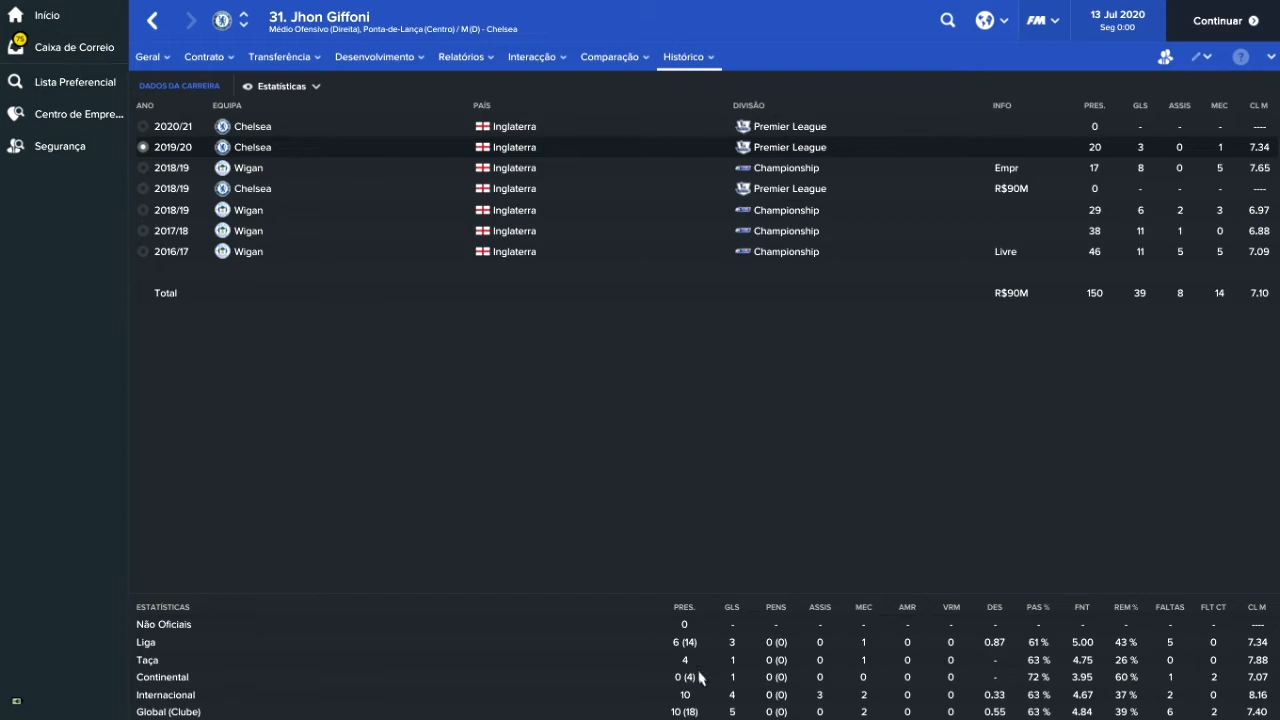 Início
75
Caixa de Correio
Lista Preferencial
Centro de Empre...
Segurança
31. Jhon Giffoni
Médio Ofensivo (Direita), Ponta-de-Lança (Centro) / M (D) - Chelsea
FM
13 Jul 2020
Seg 0:00
Continuar
Geral Contrato Transferência Desenvolvimento Relatórios Interacção Comparação Histórico
?
DADOS DA CARREIRA Estatísticas
ANO EQUIPA PAÍS DIVISÃO INFO PRES. GLS ASSIS MEC CL M
2020/21 Chelsea Inglaterra Premier League 0 - - - ----
2019/20 Chelsea Inglaterra Premier League 20 3 0 1 7.34
2018/19 Wigan Inglaterra Championship Empr 17 8 0 5 7.65
2018/19 Chelsea Inglaterra Premier League R$90M 0 - - - ----
2018/19 Wigan Inglaterra Championship 29 6 2 3 6.97
2017/18 Wigan Inglaterra Championship 38 11 1 0 6.88
2016/17 Wigan Inglaterra Championship Livre 46 11 5 5 7.09
Total R$90M 150 39 8 14 7.10
ESTATÍSTICAS PRES. GLS PENS ASSIS MEC AMR VRM DES PAS % FNT REM % FALTAS FLT CT CL M
Não Oficiais 0 - - - - - - - - - - - - ----
Liga 6 (14) 3 0 (0) 0 1 0 0 0.87 61 % 5.00 43 % 5 0 7.34
Taça 4 1 0 (0) 0 1 0 0 - 63 % 4.75 26 % 0 0 7.88
Continental 0 (4) 1 0 (0) 0 0 0 0 - 72 % 3.95 60 % 1 2 7.07
Internacional 10 4 0 (0) 3 2 0 0 0.33 63 % 4.67 37 % 2 0 8.16
Global (Clube) 10 (18) 5 0 (0) 0 2 0 0 0.55 63 % 4.84 39 % 6 2 7.40